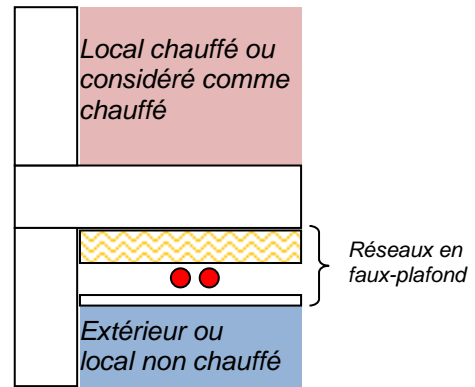 Local chauffé ou
considéré comme
chauffé
Réseaux en
faux-plafond
Extérieur ou
local non chauffé